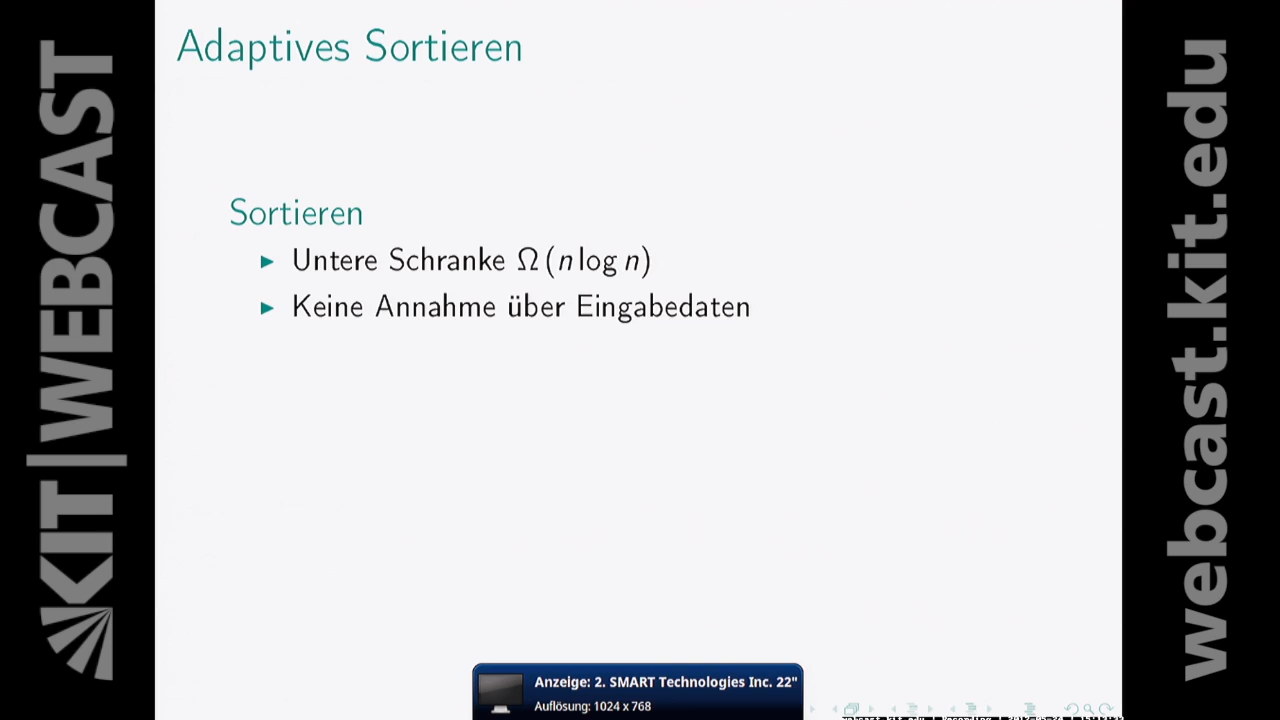 Adaptives Sortieren
Sortieren
Untere Schranke Ω (n log n)
Keine Annahme über Eingabedaten
KIT|WEBCAST
webcast.kit.edu
Anzeige: 2. SMART Technologies Inc. 22"
Auflösung: 1024 x 768